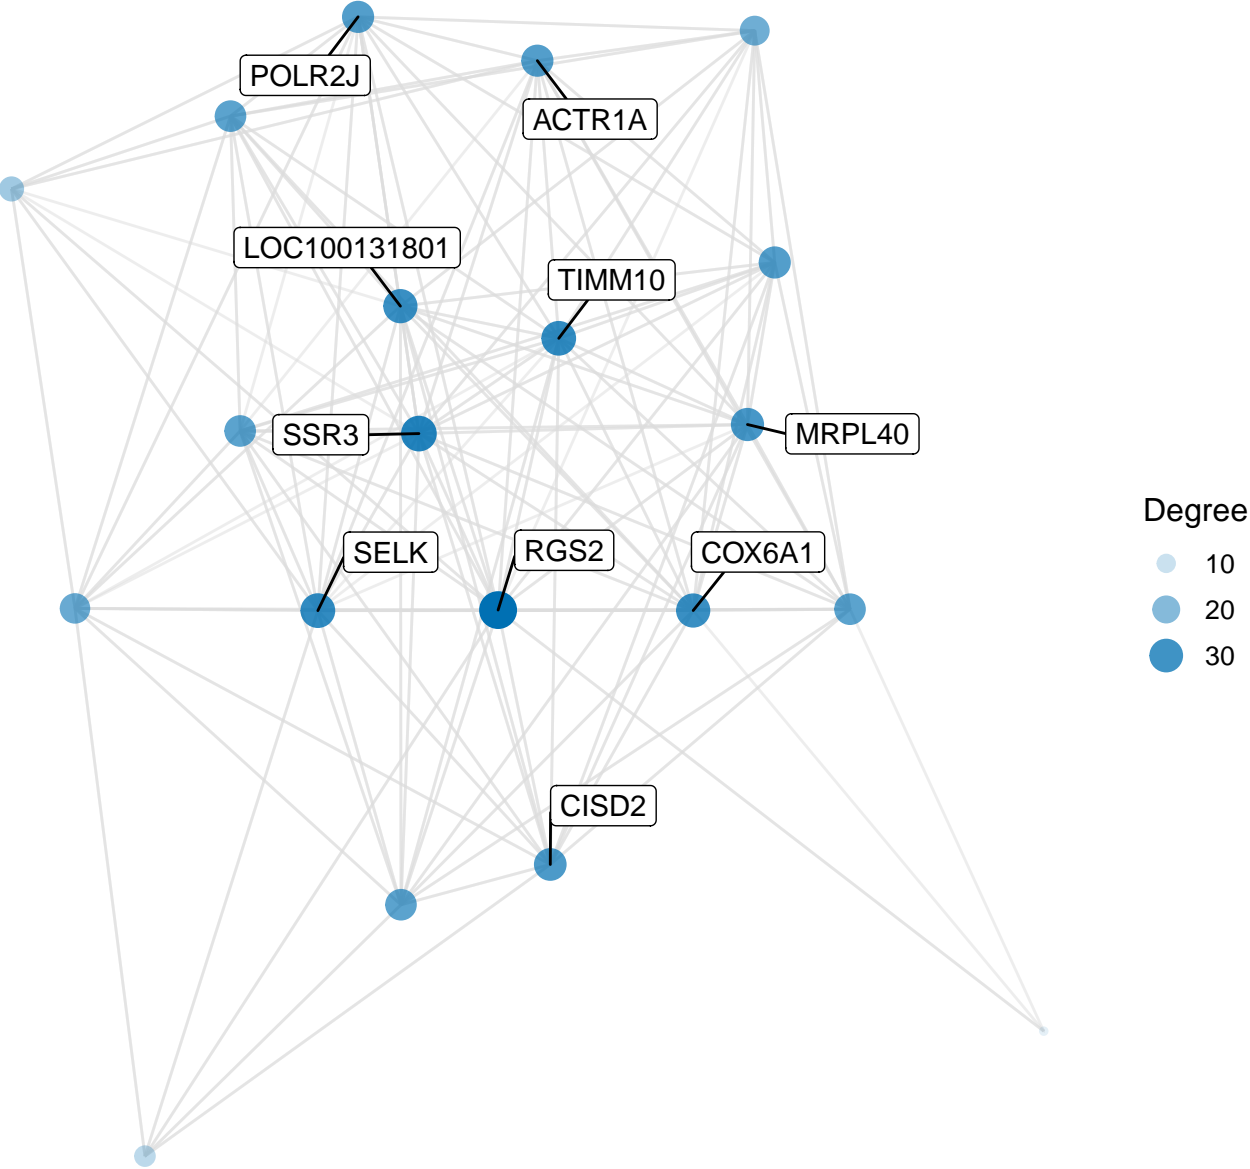 POLR2J
ACTR1A
LOC100131801
TIMM10
SSR3
MRPL40
SELK
RGS2
COX6A1
CISD2
Degree
10
20
30